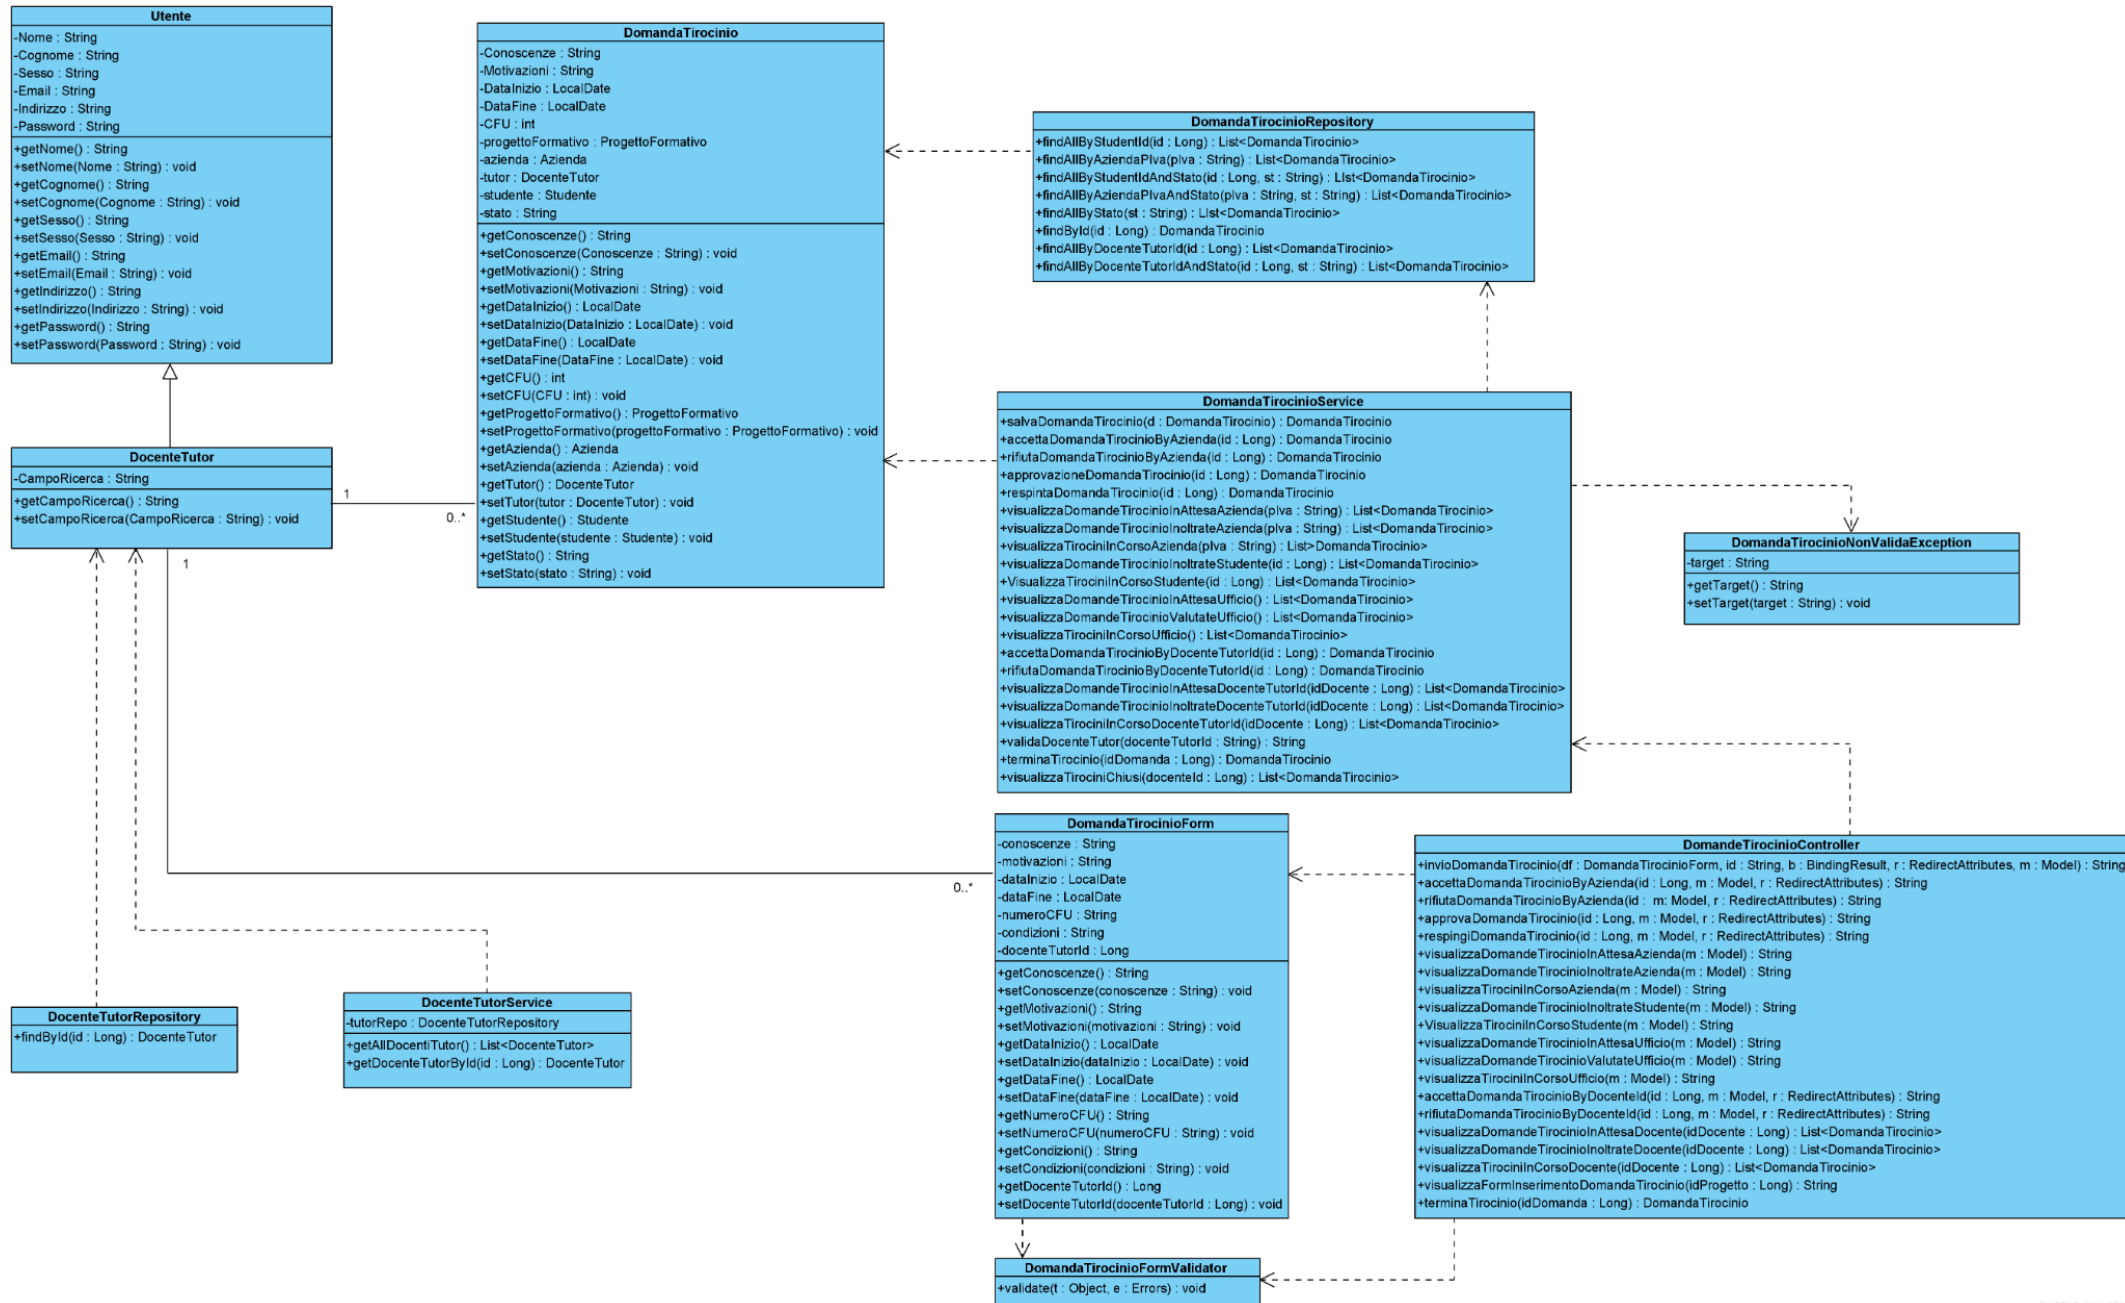 Utente
-Nome : String
-Cognome : String
-Sesso : String
-Email : String
-Indirizzo : String
-Password : String
+getNome() : String
+setNome(Nome : String) : void
+getCognome() : String
+setCognome(Cognome : String) : void
+getSesso() : String
+setSesso(Sesso : String) : void
+getEmail() : String
+setEmail(Email : String) : void
+getIndirizzo() : String
+setIndirizzo(Indirizzo : String) : void
+getPassword() : String
+setPassword(Password : String) : void
DomandaTirocinio
-Conoscenze : String
-Motivazioni : String
-DataInizio : LocalDate
-DataFine : LocalDate
-CFU : int
-progettoFormativo : ProgettoFormativo
-azienda : Azienda
-tutor : DocenteTutor
-studente : Studente
-stato : String
+getConoscenze() : String
+setConoscenze(Conoscenze : String) : void
+getMotivazioni() : String
+setMotivazioni(Motivazioni : String) : void
+getDataInizio() : LocalDate
+setDataInizio(DataInizio : LocalDate) : void
+getDataFine() : LocalDate
+setDataFine(DataFine : LocalDate) : void
+getCFU() : int
+setCFU(CFU : int) : void
+getProgettoFormativo() : ProgettoFormativo
+setProgettoFormativo(progettoFormativo : ProgettoFormativo) : void
+getAzienda() : Azienda
+setAzienda(azienda : Azienda) : void
+getTutor() : DocenteTutor
+setTutor(tutor : DocenteTutor) : void
+getStudente() : Studente
+setStudente(studente : Studente) : void
+getStato() : String
+setStato(stato : String) : void
DomandaTirocinioRepository
+findAllByStudentId(id : Long) : List<DomandaTirocinio>
+findAllByAziendaPIva(pIva : String) : List<DomandaTirocinio>
+findAllByStudentIdAndStato(id : Long, st : String) : LIst<DomandaTirocinio>
+findAllByAziendaPIvaAndStato(pIva : String, st : String) : List<DomandaTirocinio>
+findAllByStato(st : String) : LIst<DomandaTirocinio>
+findById(id : Long) : DomandaTirocinio
+findAllByDocenteTutorId(id : Long) : List<DomandaTirocinio>
+findAllByDocenteTutorIdAndStato(id : Long, st : String) : List<DomandaTirocinio>
DomandaTirocinioService
+salvaDomandaTirocinio(d : DomandaTirocinio) : DomandaTirocinio
+accettaDomandaTirocinioByAzienda(id : Long) : DomandaTirocinio
+rifiutaDomandaTirocinioByAzienda(id : Long) : DomandaTirocinio
+approvazioneDomandaTirocinio(id : Long) : DomandaTirocinio
+respintaDomandaTirocinio(id : Long) : DomandaTirocinio
+visualizzaDomandeTirocinioInAttesaAzienda(pIva : String) : List<DomandaTirocinio>
+visualizzaDomandeTirocinioInoltrateAzienda(pIva : String) : List<DomandaTirocinio>
+visualizzaTirociniInCorsoAzienda(pIva : String) : List>DomandaTirocinio>
+visualizzaDomandeTirocinioInoltrateStudente(id : Long) : List<DomandaTirocinio>
+VisualizzaTirociniInCorsoStudente(id : Long) : List<DomandaTirocinio>
+visualizzaDomandeTirocinioInAttesaUfficio() : List<DomandaTirocinio>
+visualizzaDomandeTirocinioValutateUfficio() : List<DomandaTirocinio>
+visualizzaTirociniInCorsoUfficio() : List<DomandaTirocinio>
+accettaDomandaTirocinioByDocenteTutorId(id : Long) : DomandaTirocinio
+rifiutaDomandaTirocinioByDocenteTutorId(id : Long) : DomandaTirocinio
+visualizzaDomandeTirocinioInAttesaDocenteTutorId(idDocente : Long) : List<DomandaTirocinio>
+visualizzaDomandeTirocinioInoltrateDocenteTutorId(idDocente : Long) : List<DomandaTirocinio>
+visualizzaTirociniInCorsoDocenteTutorId(idDocente : Long) : List<DomandaTirocinio>
+validaDocenteTutor(docenteTutorId : String) : String
+terminaTirocinio(idDomanda : Long) : DomandaTirocinio
+visualizzaTirociniChiusi(docenteId : Long) : List<DomandaTirocinio>
DomandaTirocinioNonValidaException
-target : String
+getTarget() : String
+setTarget(target : String) : void
DocenteTutor
-CampoRicerca : String
+getCampoRicerca() : String
+setCampoRicerca(CampoRicerca : String) : void
1
0..*
1
0..*
DomandaTirocinioForm
-conoscenze : String
-motivazioni : String
-dataInizio : LocalDate
-dataFine : LocalDate
-numeroCFU : String
-condizioni : String
-docenteTutorId : Long
+getConoscenze() : String
+setConoscenze(conoscenze : String) : void
+getMotivazioni() : String
+setMotivazioni(motivazioni : String) : void
+getDataInizio() : LocalDate
+setDataInizio(dataInizio : LocalDate) : void
+getDataFine() : LocalDate
+setDataFine(dataFine : LocalDate) : void
+getNumeroCFU() : String
+setNumeroCFU(numeroCFU : String) : void
+getCondizioni() : String
+setCondizioni(condizioni : String) : void
+getDocenteTutorId() : Long
+setDocenteTutorId(docenteTutorId : Long) : void
DomandeTirocinioController
+invioDomandaTirocinio(df : DomandaTirocinioForm, id : String, b : BindingResult, r : RedirectAttributes, m : Model) : String
+accettaDomandaTirocinioByAzienda(id : Long, m : Model, r : RedirectAttributes) : String
+rifiutaDomandaTirocinioByAzienda(id :  m: Model, r : RedirectAttributes) : String
+approvaDomandaTirocinio(id : Long, m : Model, r : RedirectAttributes) : String
+respingiDomandaTirocinio(id : Long, m : Model, r : RedirectAttributes) : String
+visualizzaDomandeTirocinioInAttesaAzienda(m : Model) : String
+visualizzaDomandeTirocinioInoltrateAzienda(m : Model) : String
+visualizzaTirociniInCorsoAzienda(m : Model) : String
+visualizzaDomandeTirocinioInoltrateStudente(m : Model) : String
+VisualizzaTirociniInCorsoStudente(m : Model) : String
+visualizzaDomandeTirocinioInAttesaUfficio(m : Model) : String
+visualizzaDomandeTirocinioValutateUfficio(m : Model) : String
+visualizzaTirociniInCorsoUfficio(m : Model) : String
+accettaDomandaTirocinioByDocenteId(id : Long, m : Model, r : RedirectAttributes) : String
+rifiutaDomandaTirocinioByDocenteId(id : Long, m : Model, r : RedirectAttributes) : String
+visualizzaDomandeTirocinioInAttesaDocente(idDocente : Long) : List<DomandaTirocinio>
+visualizzaDomandeTirocinioInoltrateDocente(idDocente : Long) : List<DomandaTirocinio>
+visualizzaTirociniInCorsoDocente(idDocente : Long) : List<DomandaTirocinio>
+visualizzaFormInserimentoDomandaTirocinio(idProgetto : Long) : String
+terminaTirocinio(idDomanda : Long) : DomandaTirocinio
DocenteTutorRepository
+findById(id : Long) : DocenteTutor
DocenteTutorService
-tutorRepo : DocenteTutorRepository
+getAllDocentiTutor() : List<DocenteTutor>
+getDocenteTutorById(id : Long) : DocenteTutor
DomandaTirocinioFormValidator
+validate(t : Object, e : Errors) : void